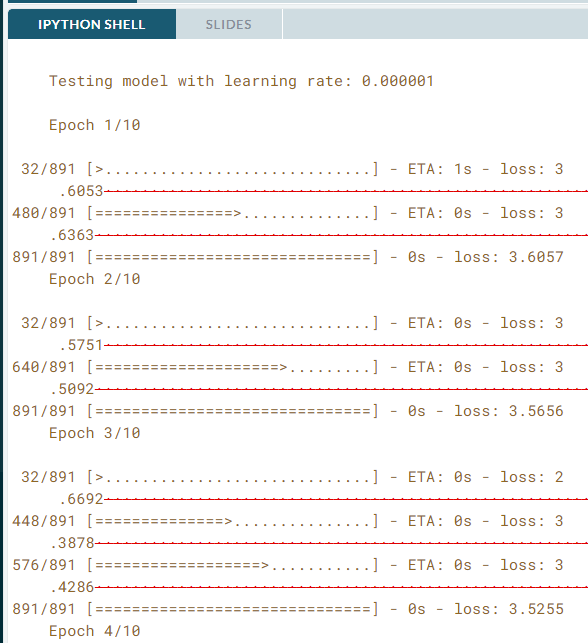 IPYTHON SHELL
SLIDES
Testing model with learning rate: 0.000001
Epoch 1/10
32/891 [>.............................] - ETA: 1s - loss: 3
.6053
480/891 [===============>..............] - ETA: 0s - loss: 3
.6363
891/891 [==============================] - 0s - loss: 3.6057
Epoch 2/10
32/891 [>.............................] - ETA: 0s - loss: 3
.5751
640/891 [====================>.........] - ETA: 0s - loss: 3
.5092
891/891 [==============================] - 0s - loss: 3.5656
Epoch 3/10
32/891 [>.............................] - ETA: 0s - loss: 2
.6692
448/891 [==============>...............] - ETA: 0s - loss: 3
.3878
576/891 [==================>...........] - ETA: 0s - loss: 3
.4286
891/891 [==============================] - 0s - loss: 3.5255
Epoch 4/10